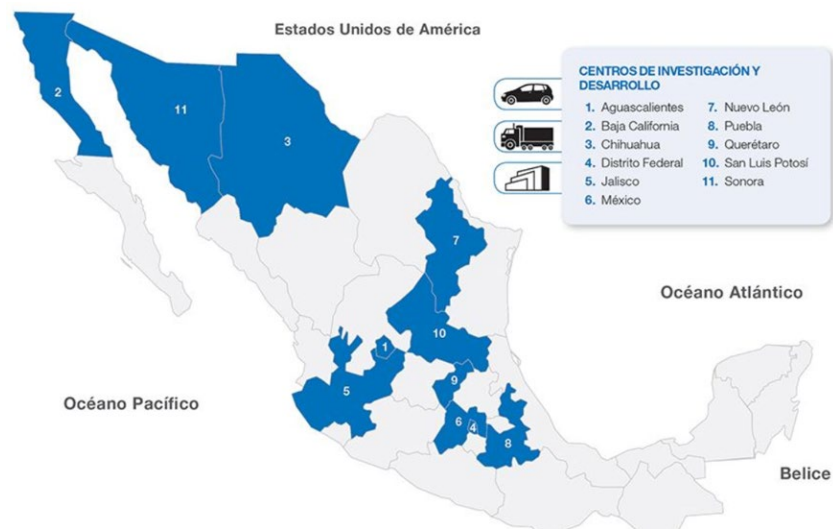 Estados Unidos de América
CENTROS DE INVESTIGACIÓN Y
DESARROLLO
1. Aguascalientes
2. Baja California
3. Chihuahua
4. Distrito Federal
5. Jalisco
6. México
7. Nuevo León
8. Puebla
9. Querétaro
10. San Luis Potosí
11. Sonora
2
11
3
7
Océano Atlántico
10
1
5
9
Océano Pacífico
6
4
8
Belice